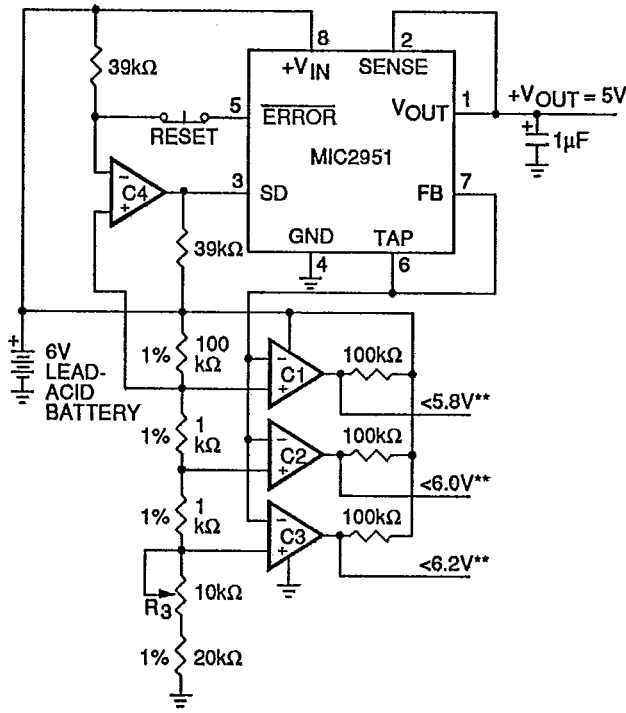 39kΩ
RESET
8
+VIN
2
SENSE
5
ERROR
VOUT
1
+VOUT = 5V
+
1μF
MIC2951
7
FB
3
SD
GND
4
TAP
6
−
C4
+
39kΩ
+
6V
LEAD-
ACID
BATTERY
1%
100
kΩ
−
C1
+
100kΩ
<5.8V**
1%
1
kΩ
−
C2
+
100kΩ
<6.0V**
1%
1
kΩ
−
C3
+
100kΩ
<6.2V**
R3
10kΩ
1%
20kΩ